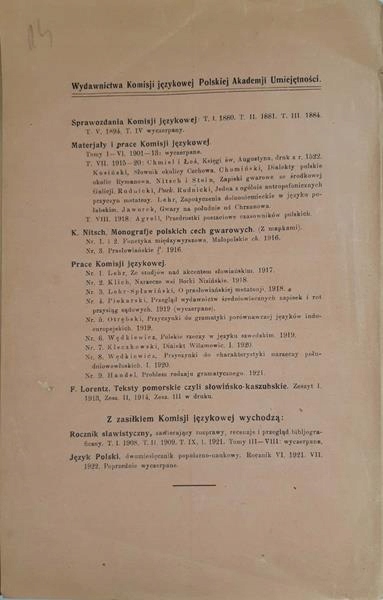 Wydawnictwa Komisji językowej Polskiej Akademji Umiejętności.
Sprawozdania Komisji językowej: T. I. 1880. T. II. 1881. T. III. 1884.
T. V. 1894. T. IV wyczerpany.
Materjały i prace Komisji językowej.
Tomy I—VI. 1901—13: wyczerpane.
T. VII. 1915—20: Chmiel i Łoś, Księgi św. Augustyna, druk z r. 1522.
Kosiński, Słownik okolicy Czchowa. Chomiński, Dialekty polskie
okolic Rymanowa. Nitsch i Stein, Zapiski gwarowe ze środkowej
Galicji. Rudnicki, Rudnicki, Jedna z ogólnie antropofonicznych
przyczyn metatezy. Lehr, Zapożyczenia dolnoniemieckie w języku po-
łabskim. Jaworek, Gwary na południe od Chrzanowa.
T. VIII. 1918: Agrell, Przedrostki postaciowe czasowników polskich.
K. Nitsch. Monografje polskich cech gwarowych. (Z mapkami).
Nr. 1. i 2. Fonetyka międzywyrazowa. Małopolskie ch. 1916.
Nr. 3. Prasłowiańskie r̥'. 1916.
Prace Komisji językowej.
Nr. 1. Lehr, Ze studjów nad akcentem słowiańskim. 1917.
Nr. 2. Klich, Narzecze wsi Borki Nizińskie. 1918.
Nr. 3. Lehr-Spławiński, O prasłowiańskiej metatonji. 1918.
Nr. 4. Piekarski, Przegląd wydawnictw średniowiecznych zapisek i rot
przysiąg sądowych. 1919 (wyczerpane).
Nr. 5. Otrębski, Przyczynki do gramatyki porównawczej języków indo-
europejskich. 1919.
Nr. 6. Wędkiewicz, Polskie rzeczy w języku szwedzkim. 1919.
Nr. 7. Kleczkowski, Dialekt Wilamowic. I. 1920.
Nr. 8. Wędkiewicz, Przyczynki do charakterystyki narzeczy połu-
dniowowłoskich. I. 1920.
Nr. 9. Handel, Problem rodzaju gramatycznego. 1921.
F. Lorentz. Teksty pomorskie czyli słowińsko-kaszubskie. Zeszyt I.
1913, Zesz. II, 1914, Zesz. III w druku.
Z zasiłkiem Komisji językowej wychodzą:
Rocznik slawistyczny, zawierający rozprawy, recenzje i przegląd bibljogra-
ficzny. T. I. 1908. T. II. 1909. T. IX, 1. 1921. Tomy III—VIII: wyczerpane.
Język Polski, dwumiesięcznik popularno-naukowy. Rocznik VI. 1921. VII.
1922. Poprzednie wyczerpane.